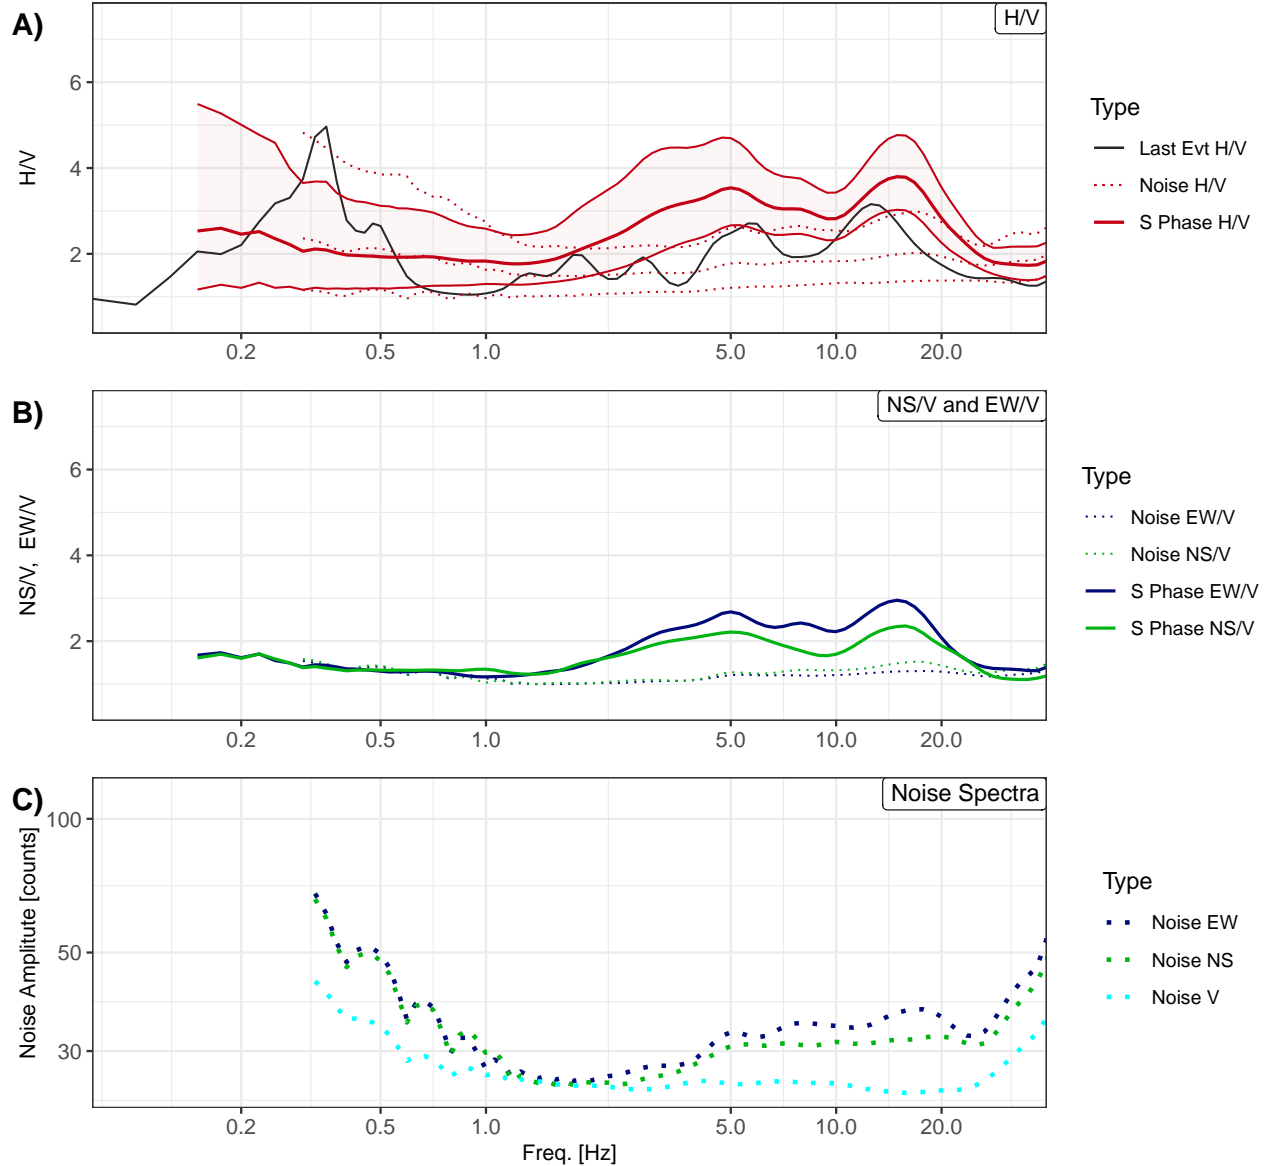 A)
H/V
6
4
2
H/V
0.2 0.5 1.0 5.0 10.0 20.0
Type
Last Evt H/V
Noise H/V
S Phase H/V
B)
NS/V and EW/V
6
4
2
NS/V, EW/V
0.2 0.5 1.0 5.0 10.0 20.0
Type
Noise EW/V
Noise NS/V
S Phase EW/V
S Phase NS/V
C)
Noise Spectra
100
50
30
Noise Amplitute [counts]
0.2 0.5 1.0 5.0 10.0 20.0
Freq. [Hz]
Type
Noise EW
Noise NS
Noise V